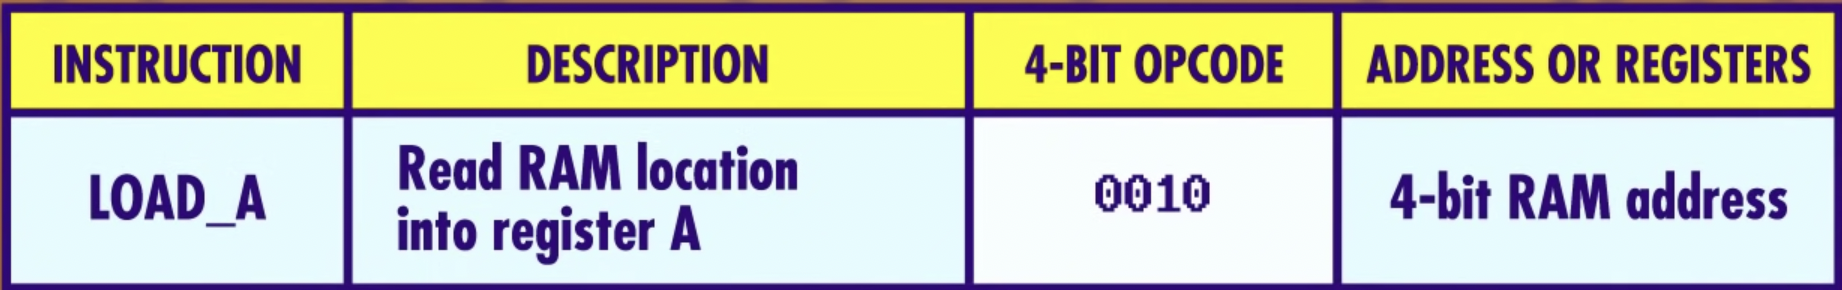 INSTRUCTION DESCRIPTION 4-BIT OPCODE ADDRESS OR REGISTERS
LOAD_A Read RAM location into register A 0010 4-bit RAM address